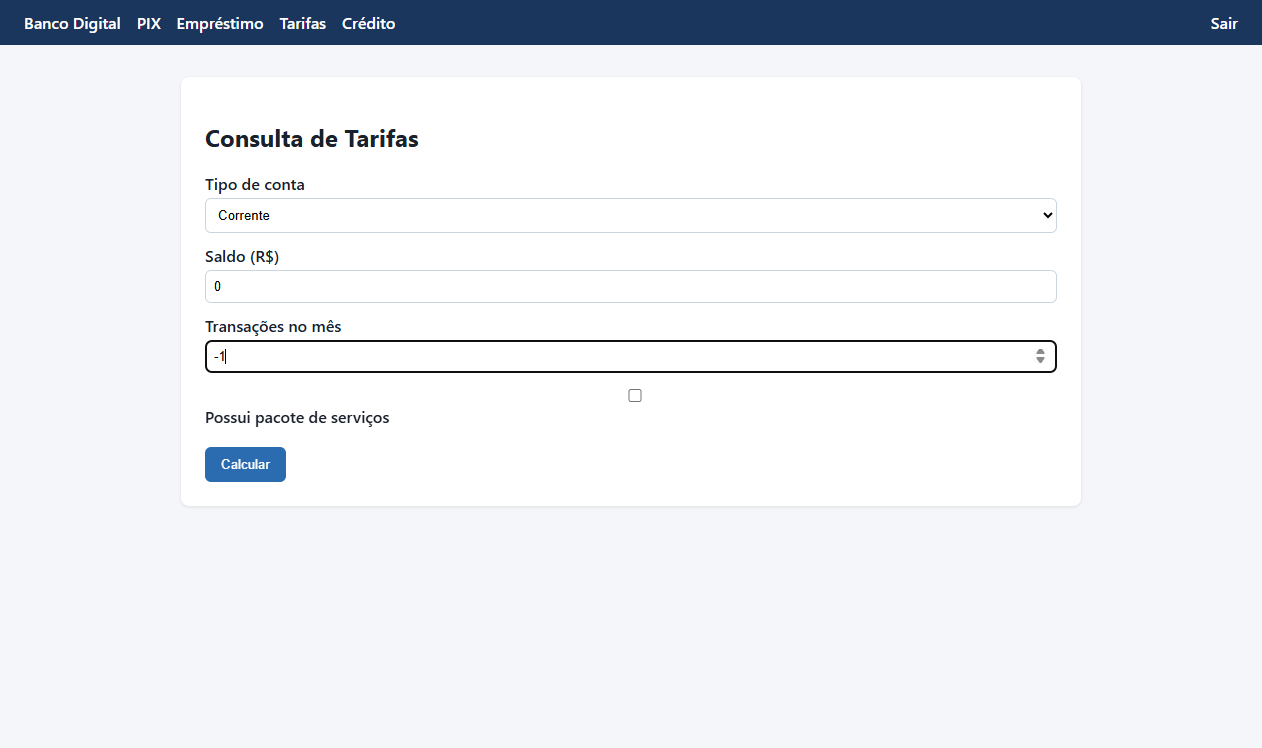 Banco Digital PIX Empréstimo Tarifas Crédito Sair
Consulta de Tarifas
Tipo de conta
Corrente
Saldo (R$)
0
Transações no mês
-1
Possui pacote de serviços
Calcular